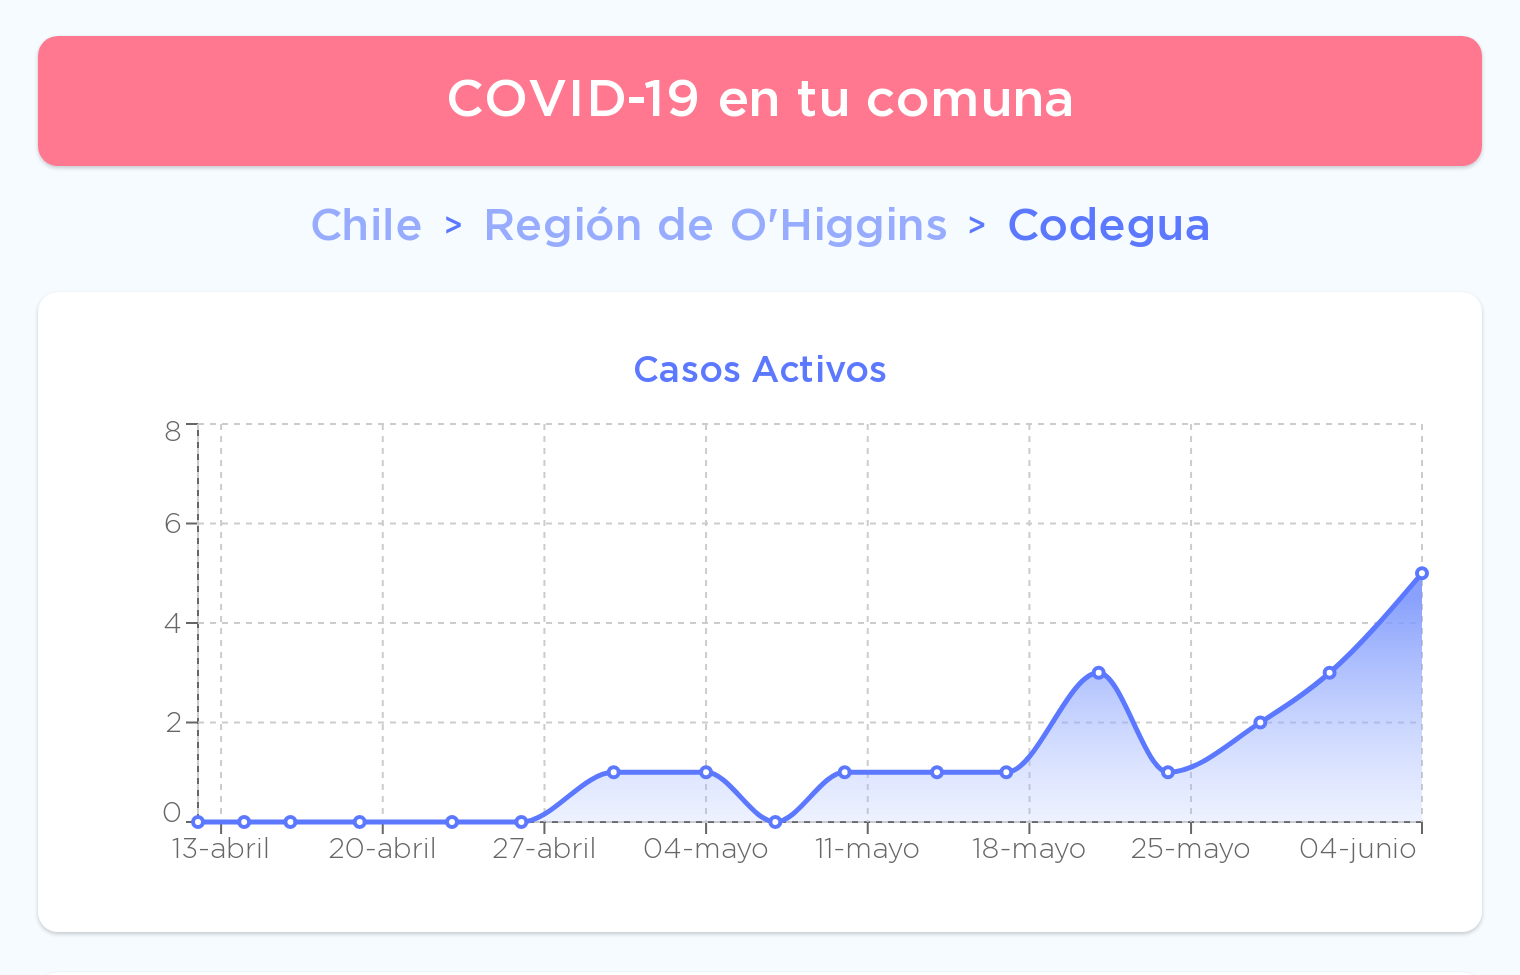 COVID-19 en tu comuna
Chile > Región de O'Higgins > Codegua
Casos Activos
8
6
4
2
0
13-abril 20-abril 27-abril 04-mayo 11-mayo 18-mayo 25-mayo 04-junio